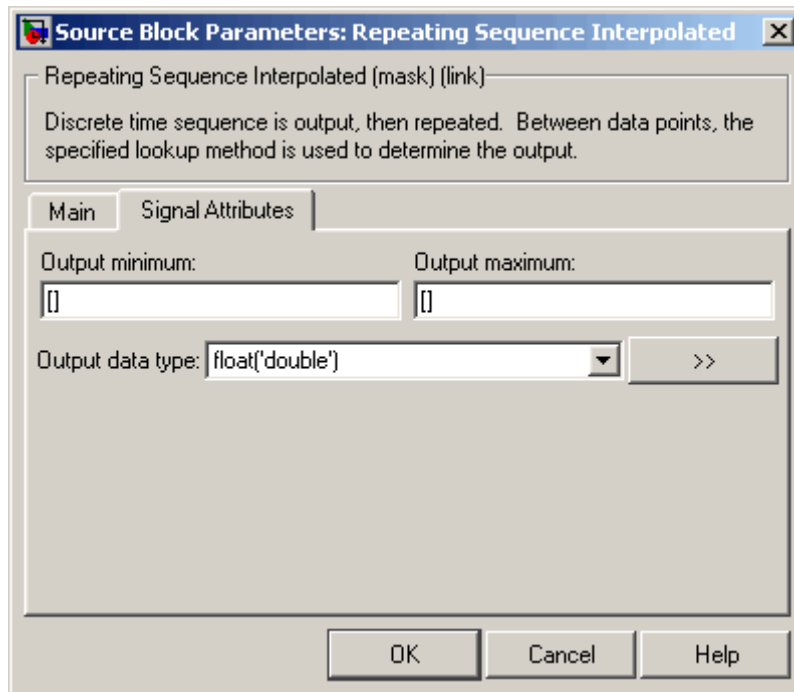 Source Block Parameters: Repeating Sequence Interpolated
Repeating Sequence Interpolated (mask) (link)
Discrete time sequence is output, then repeated.  Between data points, the
specified lookup method is used to determine the output.
Main Signal Attributes
Output minimum: Output maximum:
[] []
Output data type: float('double') >>
OK Cancel Help